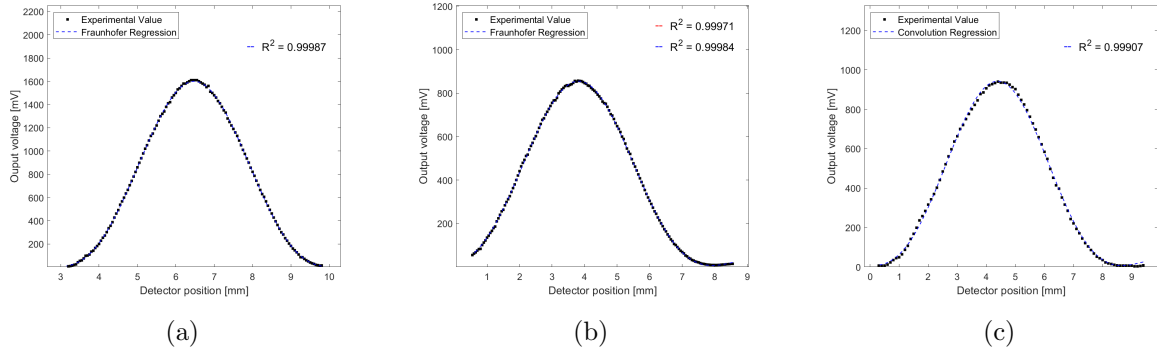 Experimental Value
Fraunhofer Regression
R² = 0.99987
Ouput voltage [mV]
1600
1400
1200
1000
800
600
400
200
2000
1800
3 4 5 6 7 8 9 10
Detector position [mm]
(a)
Experimental Value
Fraunhofer Regression
R² = 0.99971
R² = 0.99984
Output voltage [mV]
1200
1000
800
600
400
200
0
1 2 3 4 5 6 7 8 9
Detector position [mm]
(b)
Experimental Value
Convolution Regression
R² = 0.99907
Output voltage [mV]
1200
1000
800
600
400
200
0
0 1 2 3 4 5 6 7 8 9
Detector position [mm]
(c)